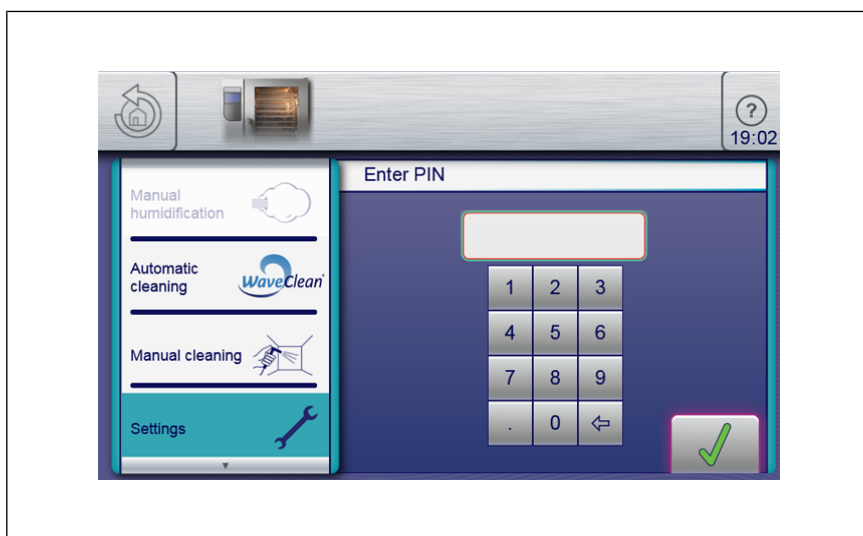 ?
19:02
Enter PIN
Manual
humidification
Automatic
cleaning
WaveClean
Manual cleaning
Settings
1 2 3
4 5 6
7 8 9
. 0 ⇦